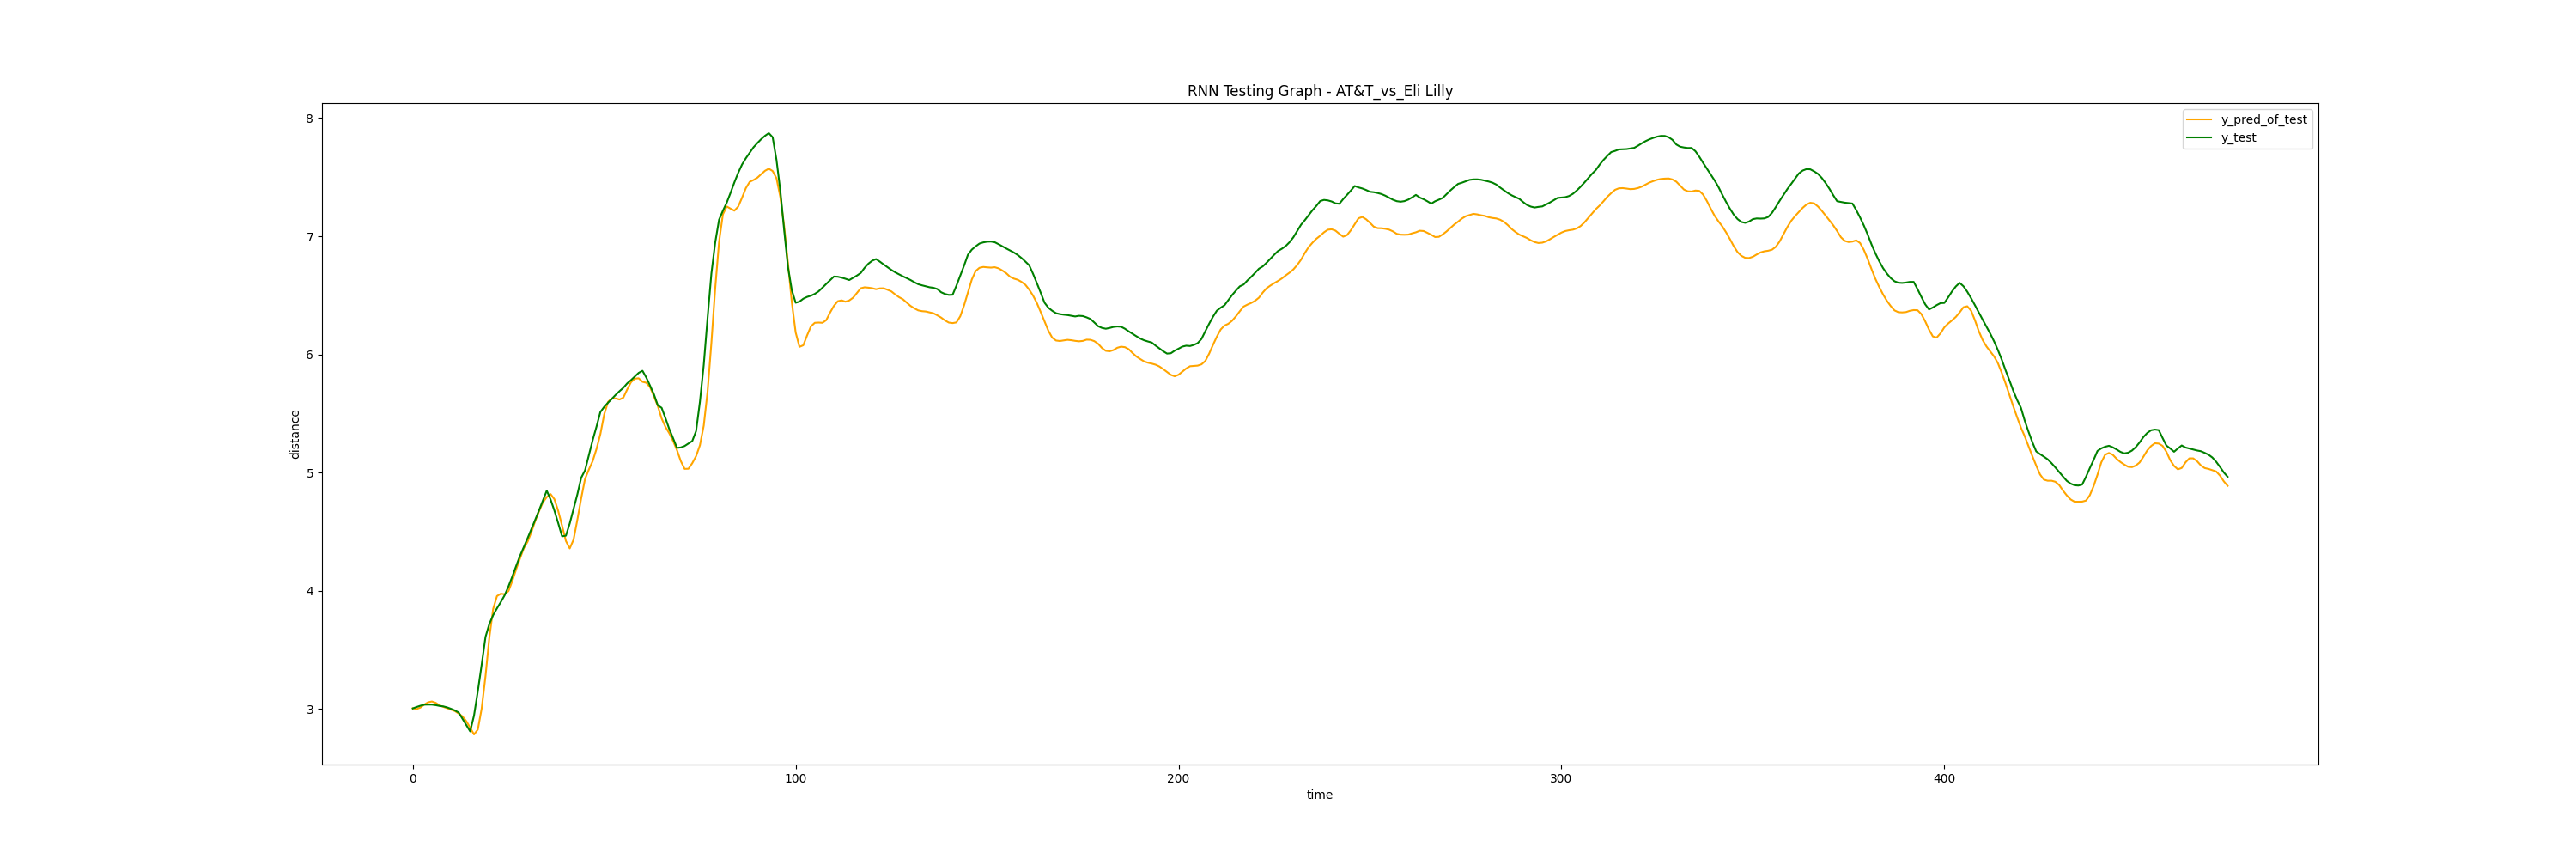 RNN Testing Graph - AT&T_vs_Eli Lilly
y_pred_of_test
y_test
8
7
6
5
4
3
distance
0 100 200 300 400
time